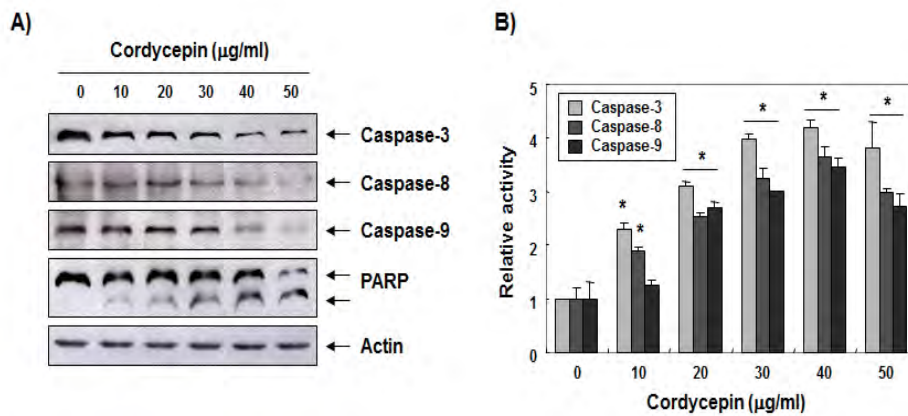 A)
Cordycepin (μg/ml)
0 10 20 30 40 50
Caspase-3
Caspase-8
Caspase-9
PARP
Actin
B)
Relative activity
5
4
3
2
1
0
Caspase-3
Caspase-8
Caspase-9
* * * * * *
0 10 20 30 40 50
Cordycepin (μg/ml)